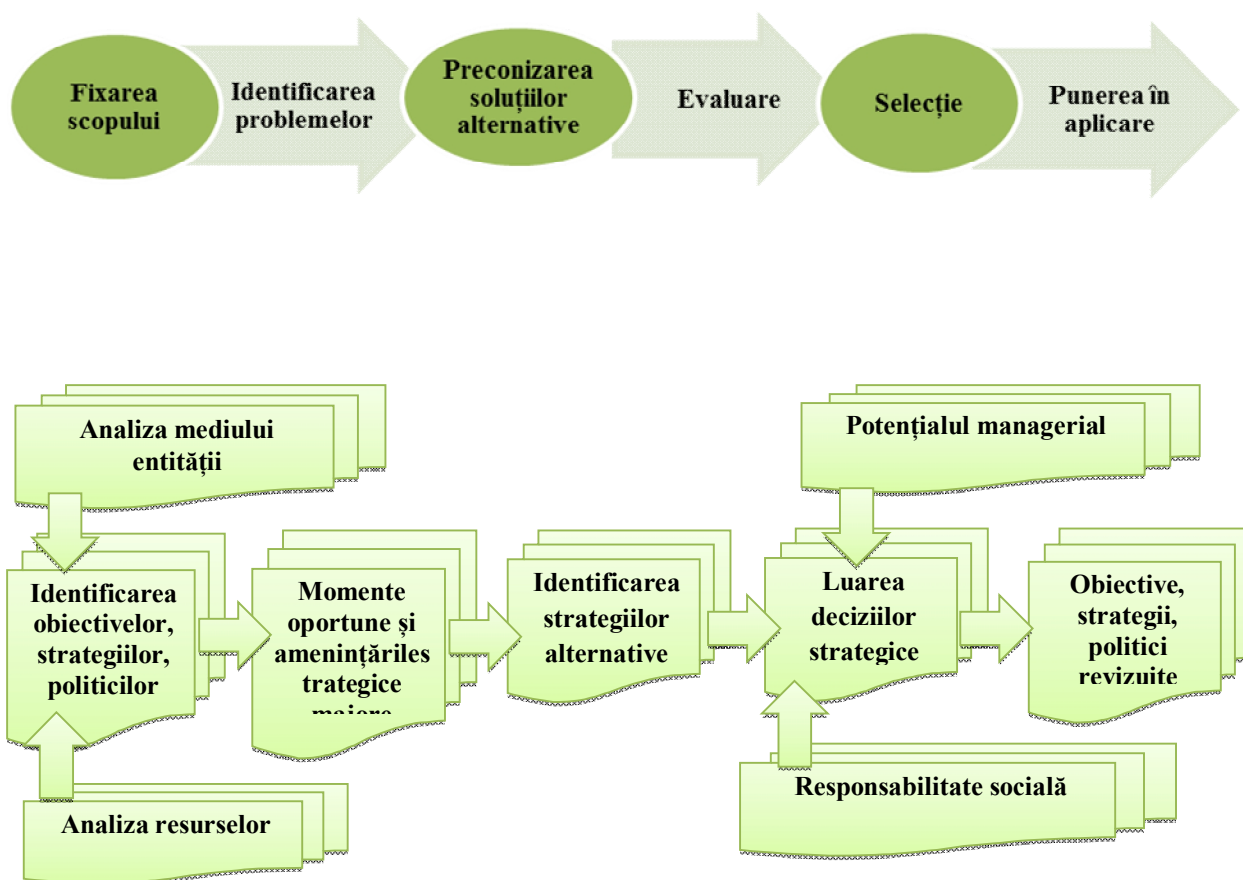 Fixarea
scopului
Identificarea
problemelor
Preconizarea
soluțiilor
alternative
Evaluare
Selecție
Punerea în
aplicare
Analiza mediului
entității
Potențialul managerial
Identificarea
obiectivelor,
strategiilor,
politicilor
Momente
oportune și
amenințăriles
trategice
majore
Identificarea
strategiilor
alternative
Luarea
deciziilor
strategice
Obiective,
strategii,
politici
revizuite
Analiza resurselor
Responsabilitate socială